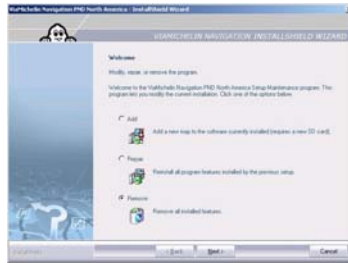 ViaMichelin Navigation PND North America - InstallShield Wizard
VIAMICHELIN NAVIGATION INSTALLSHIELD WIZARD
Welcome
Modify, repair, or remove the program.
Welcome to the ViaMichelin Navigation PND North America Setup Maintenance program. This
program lets you modify the current installation. Click one of the options below.
Add
Add a new map to the software currently installed (requires a new SD card).
Repair
Reinstall all program features installed by the previous setup.
Remove
Remove all installed features.
InstallShield
< Back
Next >
Cancel